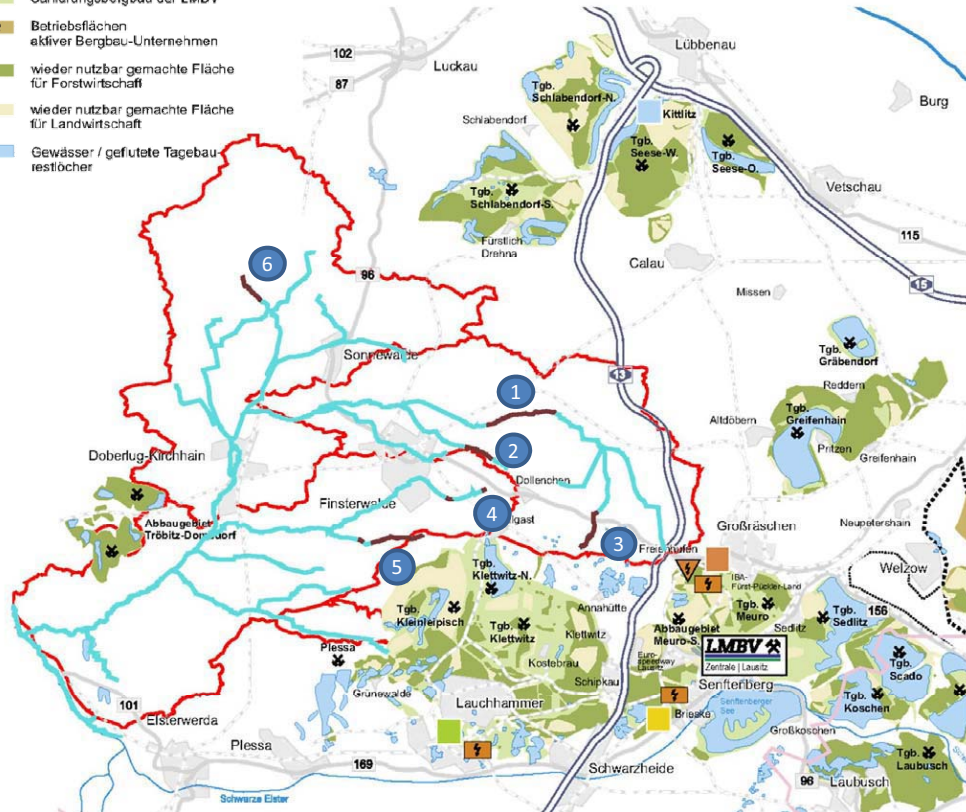 Sanierungsbergbau der LMBV
Betriebsflächen
aktiver Bergbau-Unternehmen
wieder nutzbar gemachte Fläche
für Forstwirtschaft
wieder nutzbar gemachte Fläche
für Landwirtschaft
Gewässer / geflutete Tagebau-
restlöcher
102
87
Luckau
Lübbenau
Burg
Tgb.
Schlabendorf-N.
Schlabendorf
Kittlitz
Tgb.
Seese-W.
Tgb.
Seese-O.
Vetschau
Tgb.
Schlabendorf-S.
Fürstlich
Drehna
115
Calau
15
Missen
6
96
Sonnewalde
13
Tgb.
Gräbendorf
Reddern
1
Altdöbern
Tgb.
Greifenhain
Pritzen
Greifenhain
2
Doberlug-Kirchhain
Dollenchen
Finsterwalde
4
lgast
Abbaugebiet
Tröbitz-Domsdorf
3
Freienhufen
Großräschen
Neupetershain
Welzow
5
Tgb.
Klettwitz-N.
IBA-
Fürst-Pückler-Land
Tgb.
Kleinleipisch
Tgb.
Klettwitz
Annahütte
Klettwitz
Tgb.
Meuro
Abbaugebiet
Meuro-S.
Sedlitz
Tgb.
Sedlitz
156
Plessa
Kostebrau
Euro-
speedway
Lausitz
LMBV
Zentrale | Lausitz
Tgb.
Scado
Grünewalde
Schipkau
Senftenberg
Tgb.
Koschen
101
Elsterwerda
Lauchhammer
Brieske
Senftenberger
See
Großkoschen
Plessa
169
Schwarzheide
Tgb.
Laubusch
96
Laubusch
Schwarze Elster